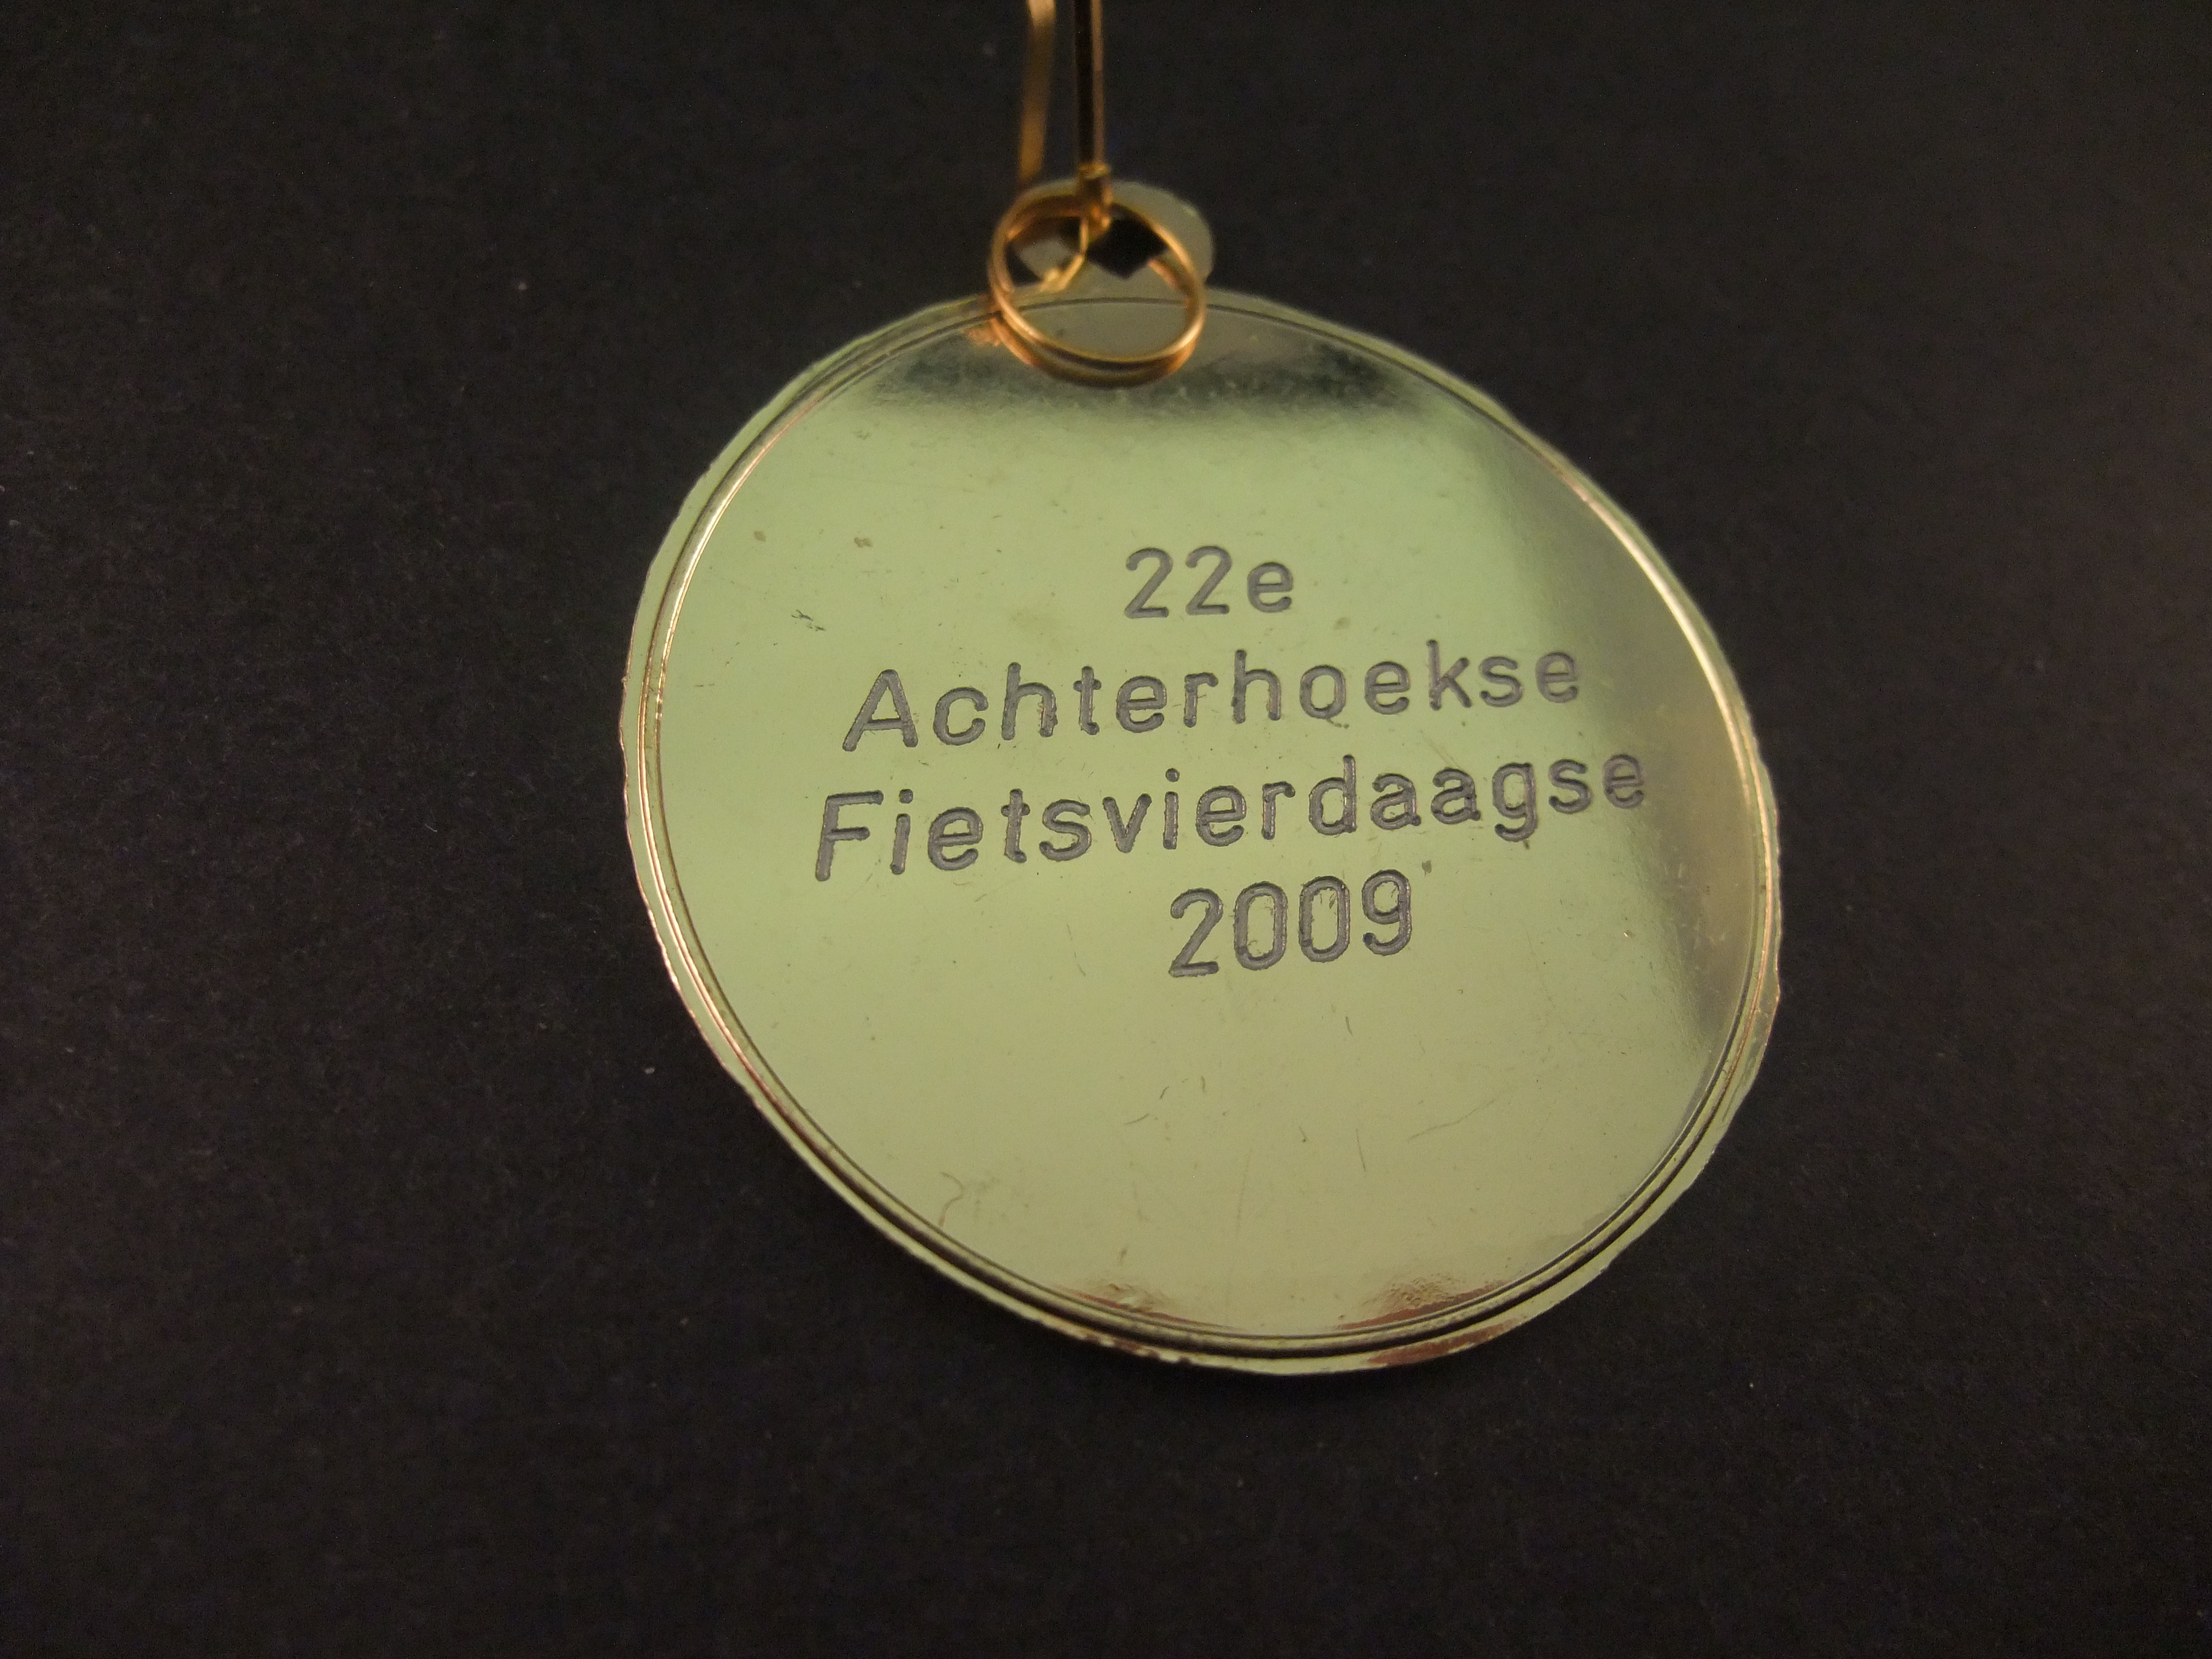 22e
Achterhoekse
Fietsvierdaagse
2009